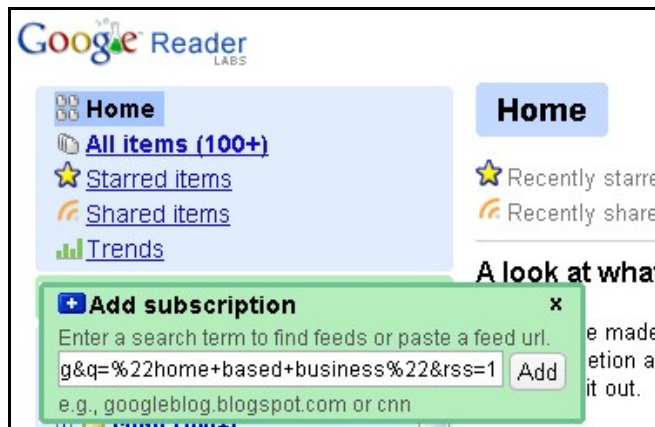 Google Reader
LABS
Home
All items (100+)
Starred items
Shared items
Trends
Home
Recently starre
Recently share
A look at what
Add subscription x
Enter a search term to find feeds or paste a feed url.
g&q=%22home+based+business%22&rss=1 Add
e.g., googleblog.blogspot.com or cnn
e made
etion a
it out.